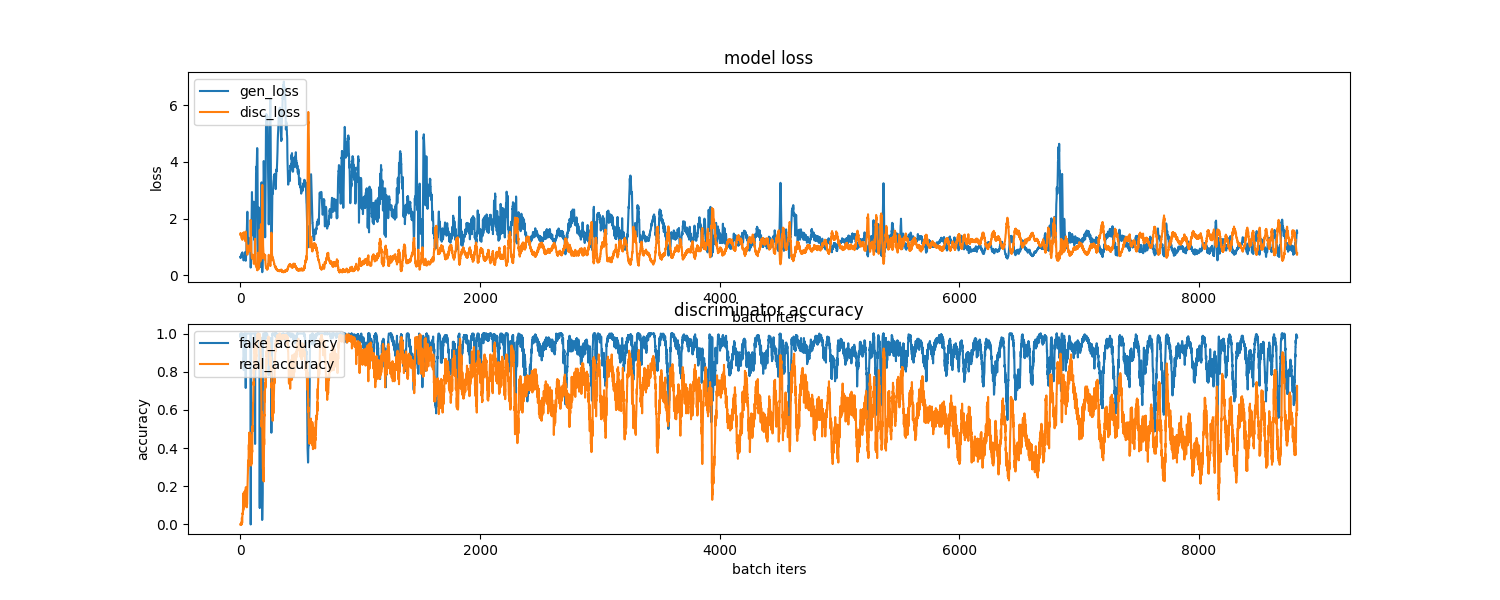 model loss
gen_loss
disc_loss
6
4
2
0
loss
0 2000 4000 6000 8000
batch iters
discriminator accuracy
fake_accuracy
real_accuracy
1.0
0.8
0.6
0.4
0.2
0.0
accuracy
0 2000 4000 6000 8000
batch iters